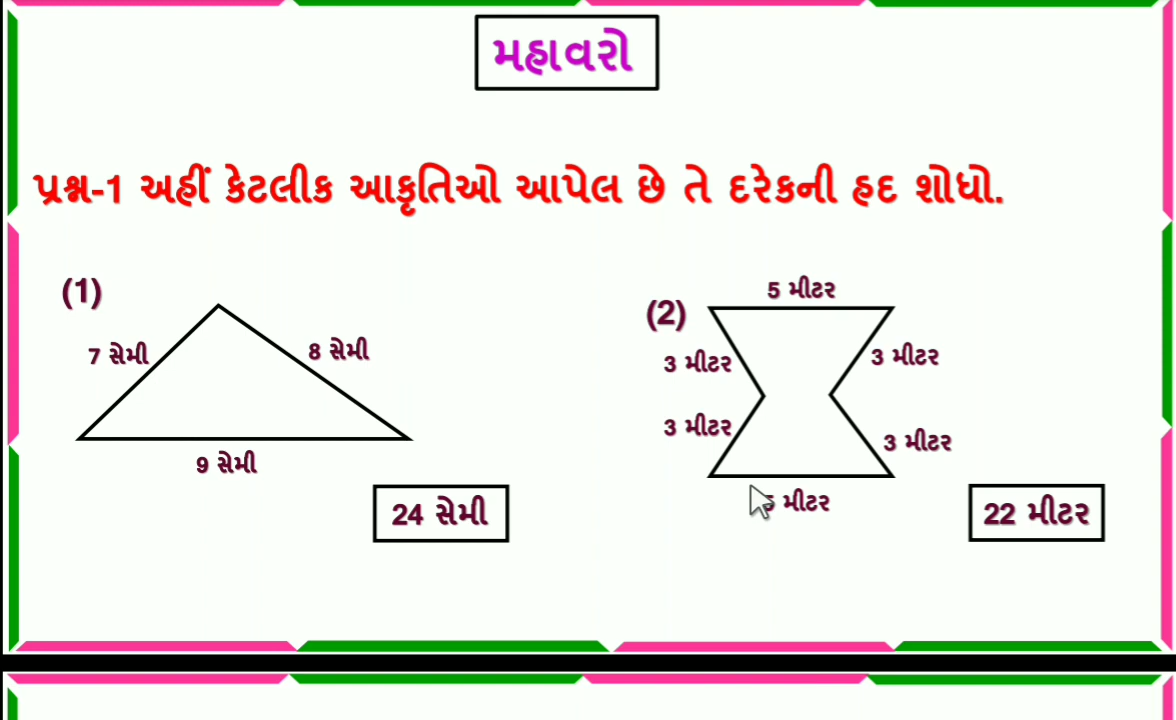 મહાવરો
પ્રશ્ન-1 અહીં કેટલીક આકૃતિઓ આપેલ છે તે દરેકની હદ શોધો.
(1)
7 સેમી
8 સેમી
9 સેમી
24 સેમી
(2)
5 મીટર
3 મીટર
3 મીટર
3 મીટર
3 મીટર
મીટર
22 મીટર